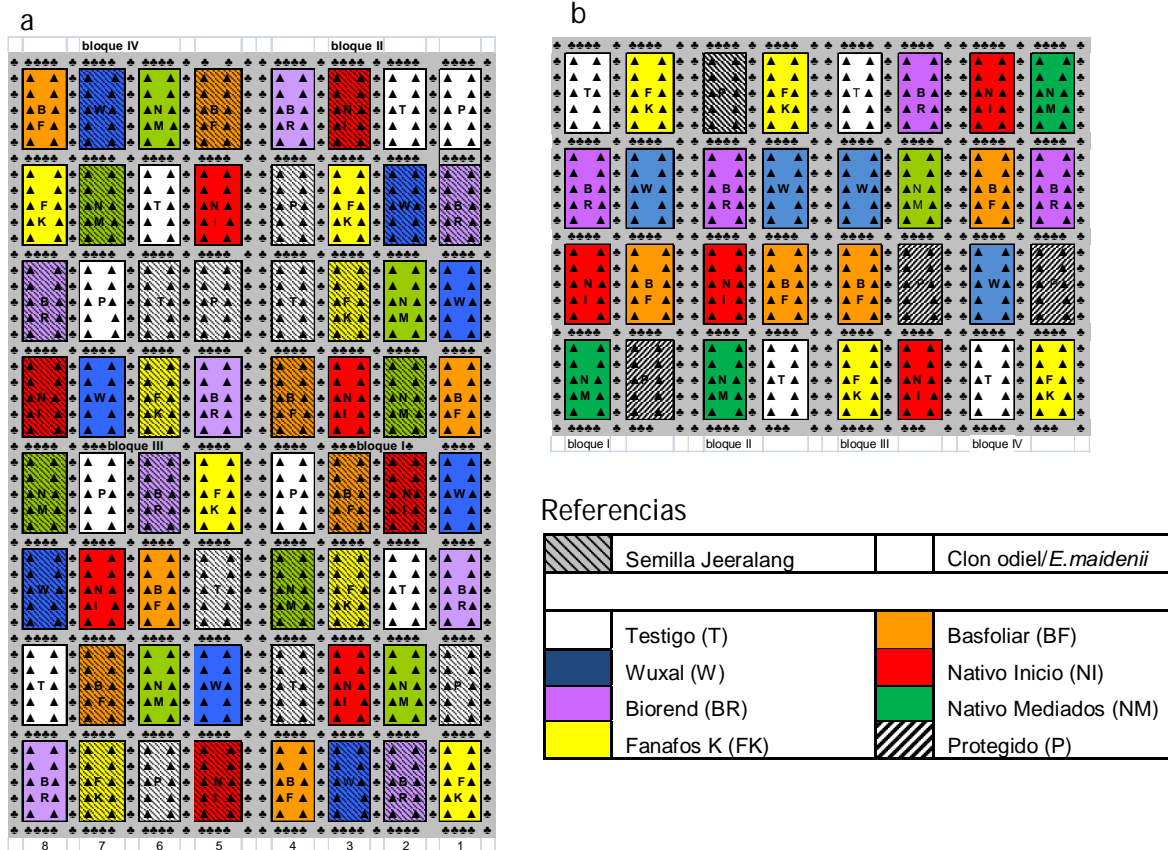 a
bloque IV bloque II
B W N B B N T P
F M F R I
F N T N P F W B
K M I K R
B P T P T F N W
R K M
N W F B B N N B
I K R F I M F
bloque III bloque I
N P B F P B N W
M R K F I
W N B T N F T B
I F M K R
T B N W T N N P
F M I M
B F P N B W B F
R K I F R K
8 7 6 5 4 3 2 1
b
T F P F T B N N
K K R I M
B W B W W N B B
R R M F R
N B N B B P W P
I F I F F
N P N T F N T F
M M K I K
bloque I bloque II bloque III bloque IV
Referencias
Semilla Jeeralang Clon odiel/E.maidenii
Testigo (T) Basfoliar (BF)
Wuxal (W) Nativo Inicio (NI)
Biorend (BR) Nativo Mediados (NM)
Fanafos K (FK) Protegido (P)